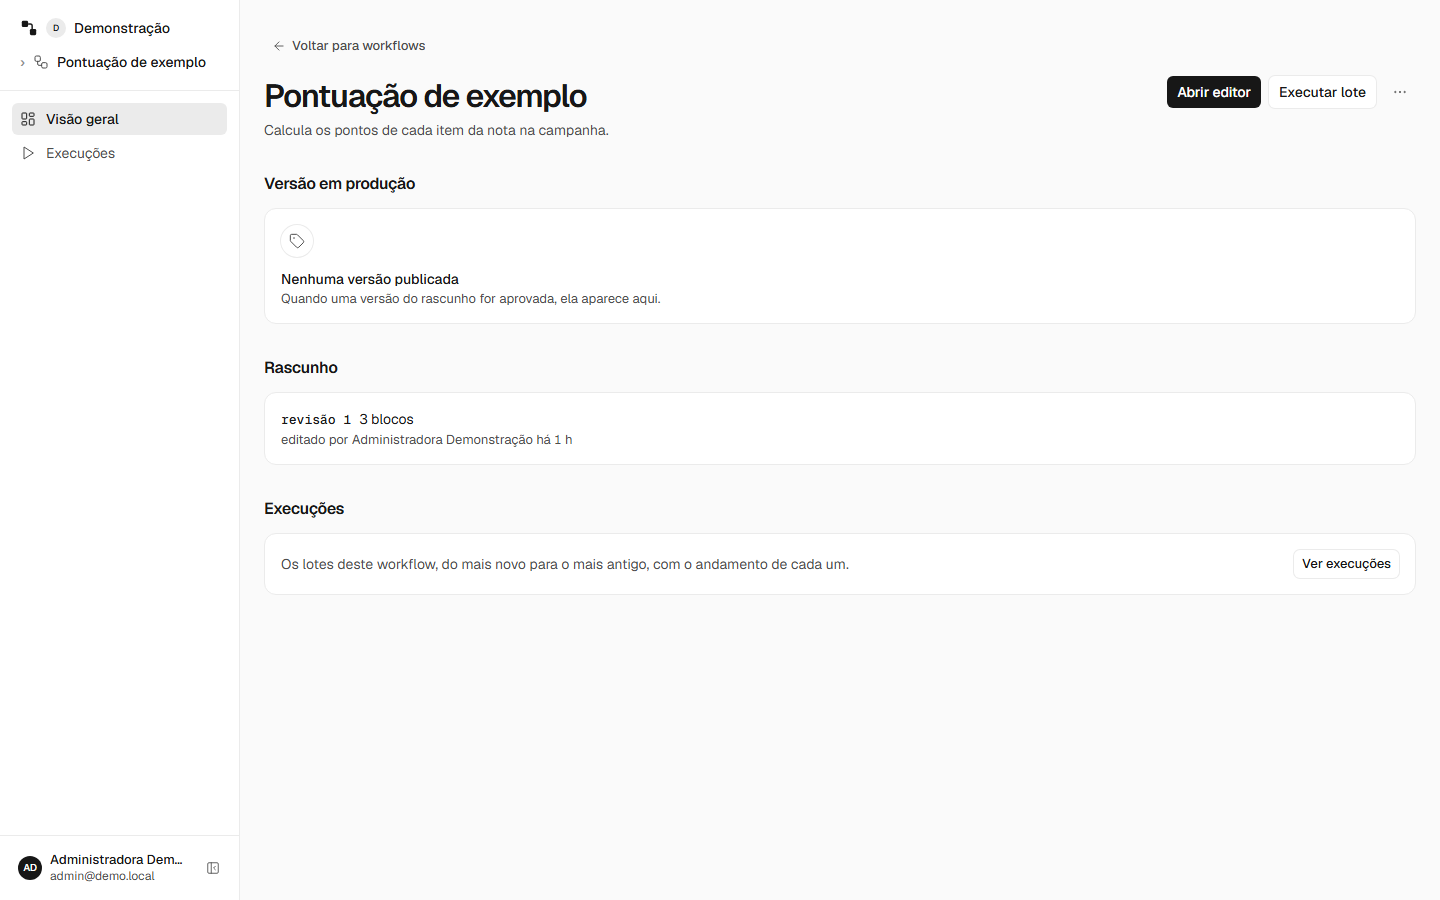 D Demonstração
Pontuação de exemplo
Visão geral
Execuções
Administradora Dem...
AD
admin@demo.local
Voltar para workflows
Pontuação de exemplo
Calcula os pontos de cada item da nota na campanha.
Abrir editor
Executar lote
Versão em produção
Nenhuma versão publicada
Quando uma versão do rascunho for aprovada, ela aparece aqui.
Rascunho
revisão 1 3 blocos
editado por Administradora Demonstração há 1 h
Execuções
Os lotes deste workflow, do mais novo para o mais antigo, com o andamento de cada um.
Ver execuções